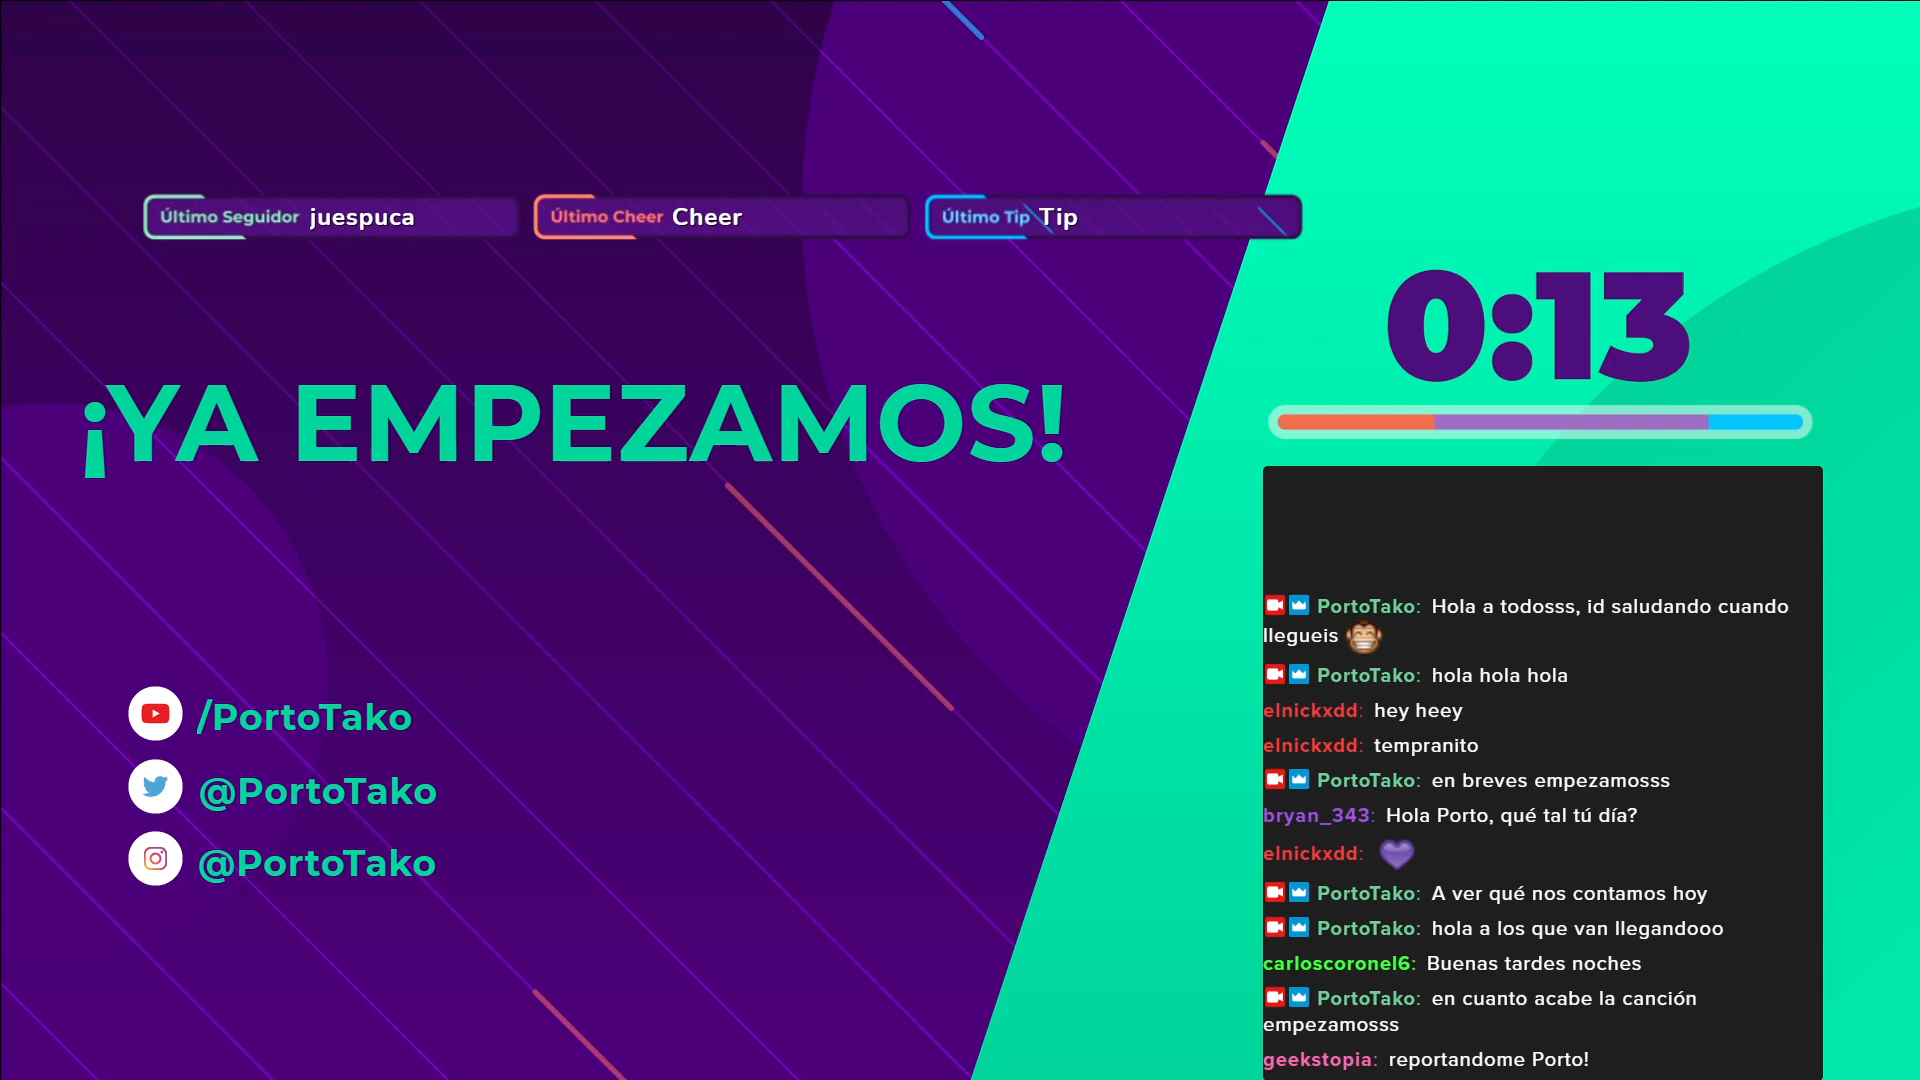 Último Seguidor juespuca
Último Cheer Cheer
Último Tip Tip
0:13
¡YA EMPEZAMOS!
/PortoTako
@PortoTako
@PortoTako
PortoTako: Hola a todosss, id saludando cuando
llegueis
PortoTako: hola hola hola
elnickxdd: hey heey
elnickxdd: tempranito
PortoTako: en breves empezamosss
bryan_343: Hola Porto, qué tal tú día?
elnickxdd:
PortoTako: A ver qué nos contamos hoy
PortoTako: hola a los que van llegandooo
carloscoronel6: Buenas tardes noches
PortoTako: en cuanto acabe la canción
empezamosss
geekstopia: reportandome Porto!